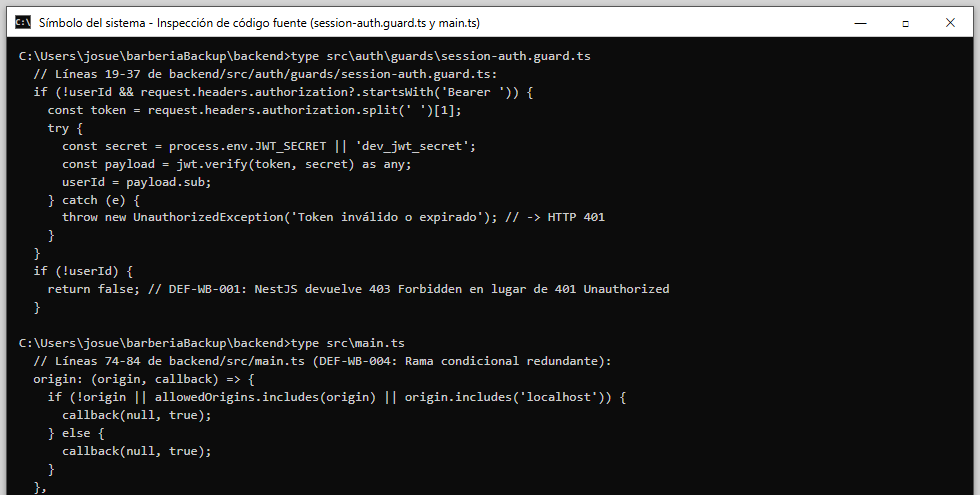 Símbolo del sistema - Inspección de código fuente (session-auth.guard.ts y main.ts)
C:\Users\josue\barberiaBackup\backend>type src\auth\guards\session-auth.guard.ts
// Líneas 19-37 de backend/src/auth/guards/session-auth.guard.ts:
if (!userId && request.headers.authorization?.startsWith('Bearer ')) {
const token = request.headers.authorization.split(' ')[1];
try {
const secret = process.env.JWT_SECRET || 'dev_jwt_secret';
const payload = jwt.verify(token, secret) as any;
userId = payload.sub;
} catch (e) {
throw new UnauthorizedException('Token inválido o expirado'); // -> HTTP 401
}
}
if (!userId) {
return false; // DEF-WB-001: NestJS devuelve 403 Forbidden en lugar de 401 Unauthorized
}
C:\Users\josue\barberiaBackup\backend>type src\main.ts
// Líneas 74-84 de backend/src/main.ts (DEF-WB-004: Rama condicional redundante):
origin: (origin, callback) => {
if (!origin || allowedOrigins.includes(origin) || origin.includes('localhost')) {
callback(null, true);
} else {
callback(null, true);
}
},